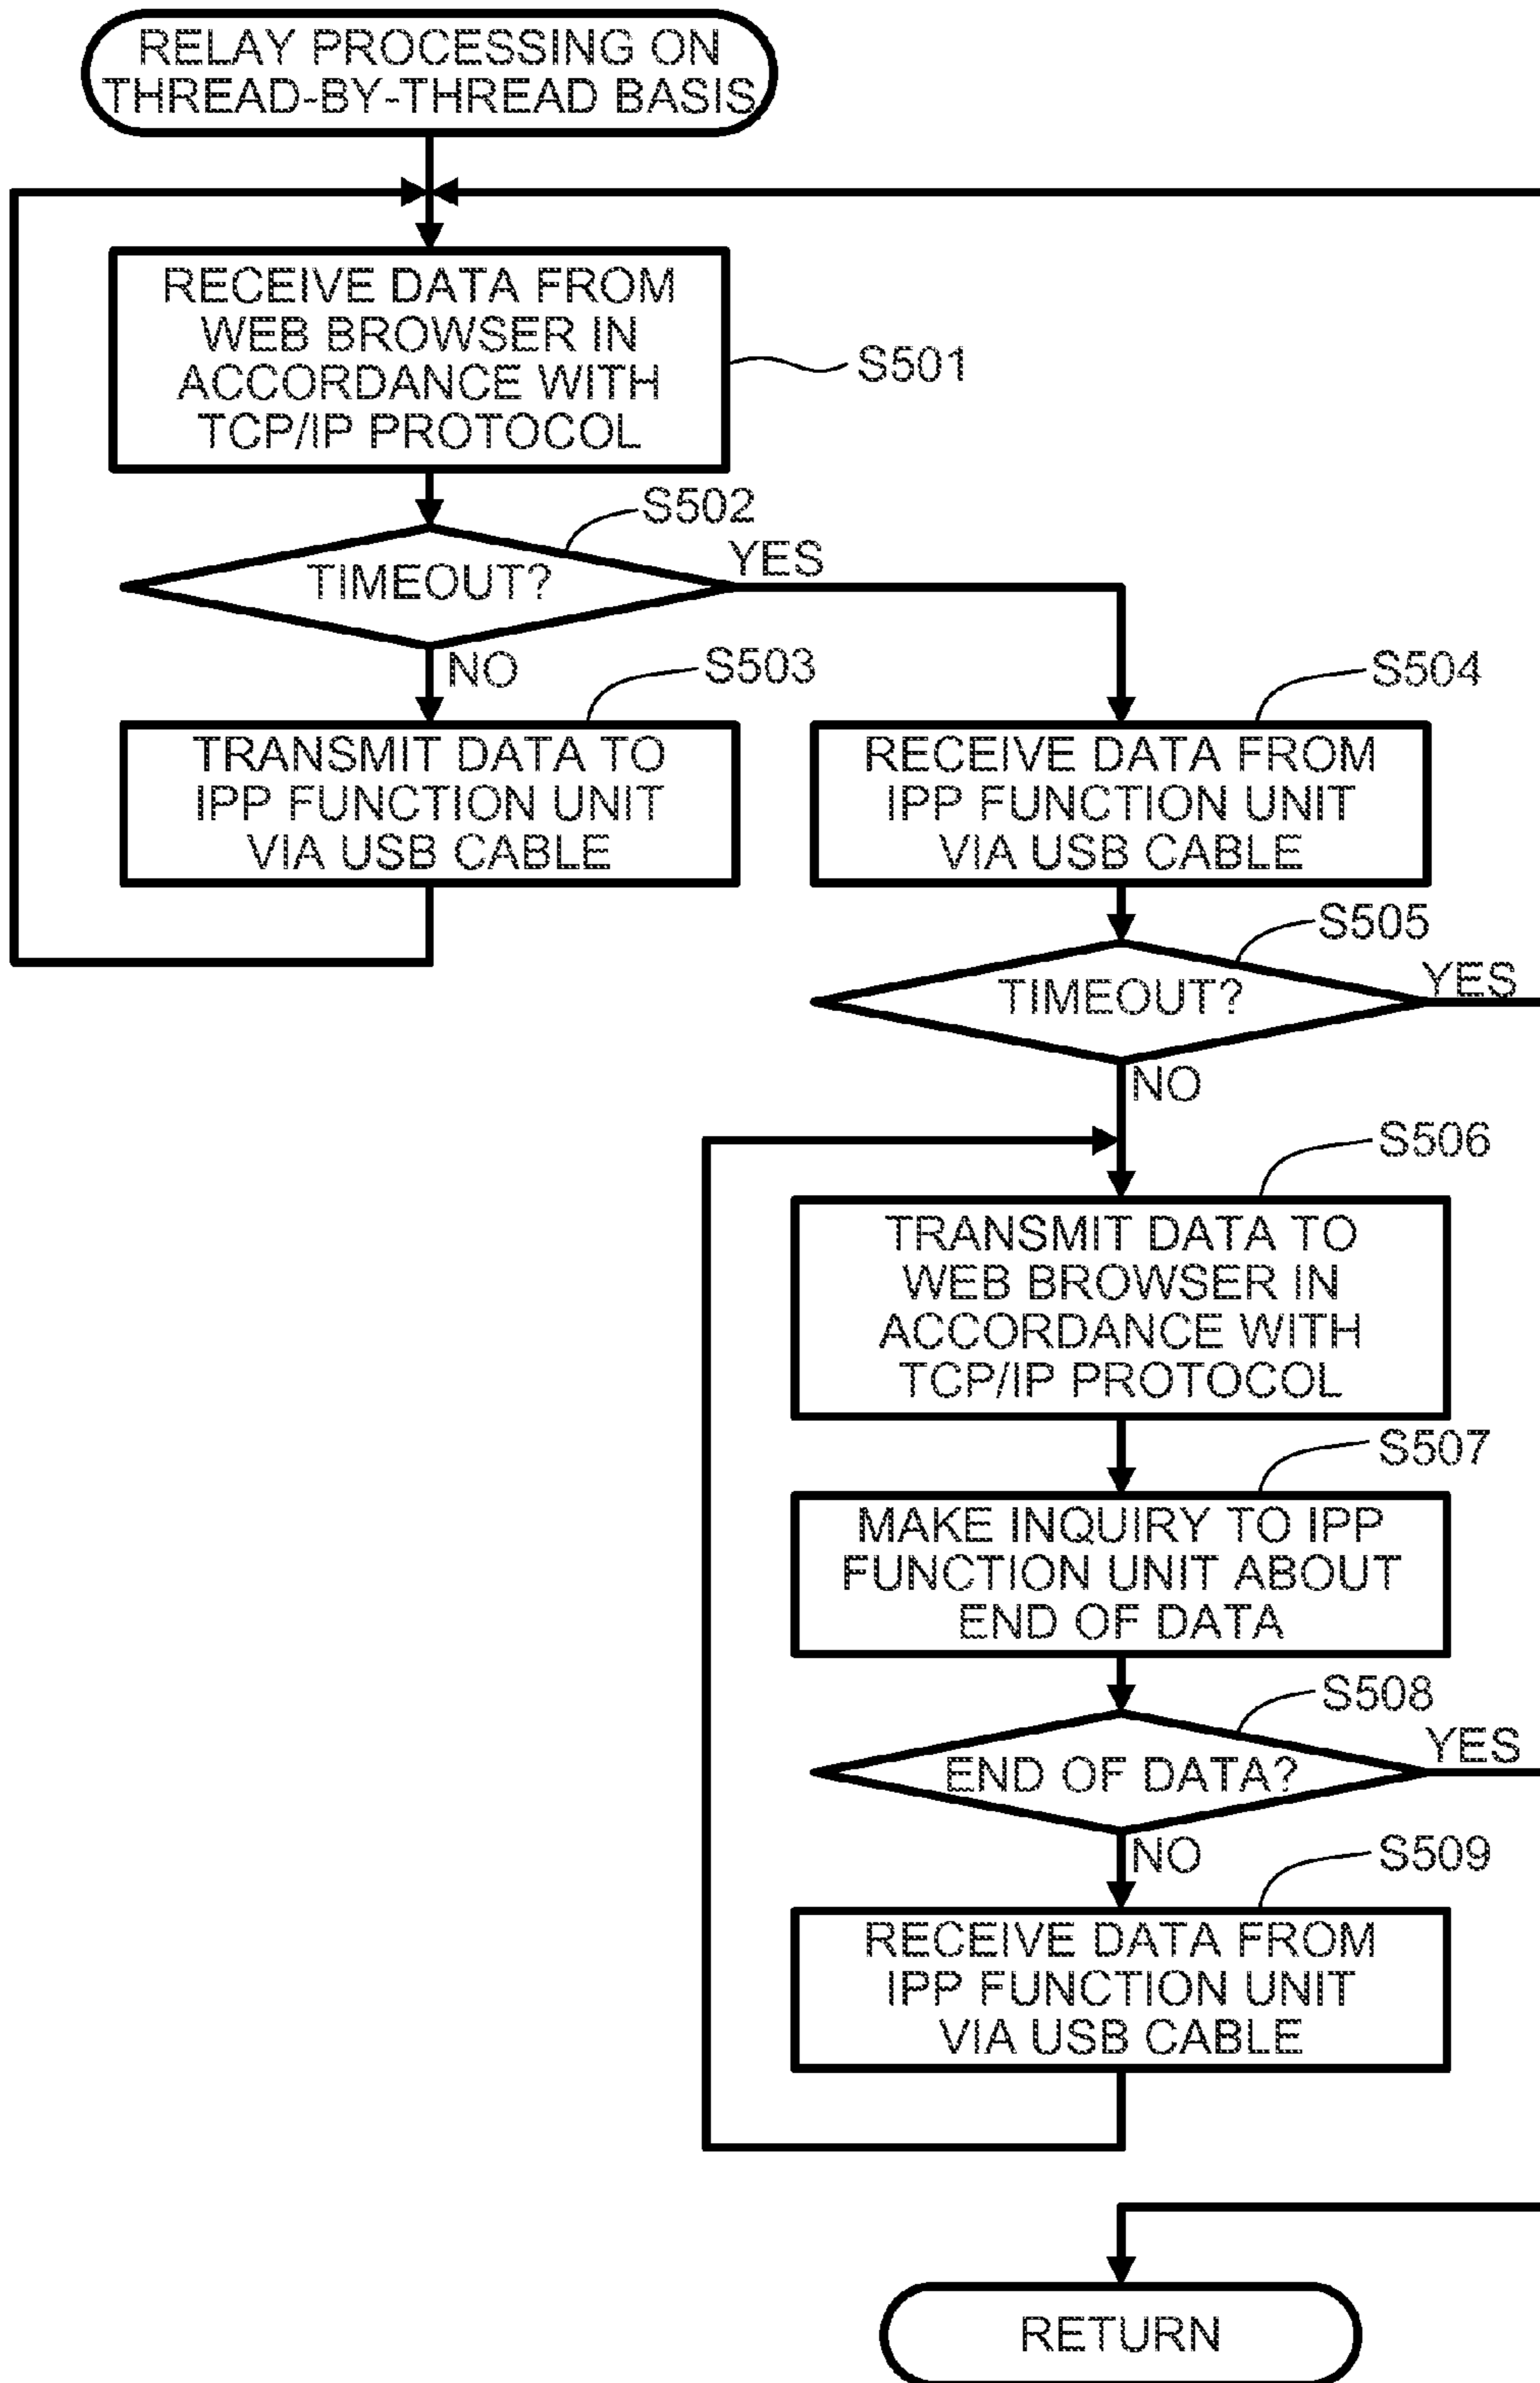 RELAY PROCESSING ON
THREAD-BY-THREAD BASIS
RECEIVE DATA FROM
WEB BROWSER IN
ACCORDANCE WITH
TCP/IP PROTOCOL
S501
S502
TIMEOUT?
YES
NO
S503
TRANSMIT DATA TO
IPP FUNCTION UNIT
VIA USB CABLE
S504
RECEIVE DATA FROM
IPP FUNCTION UNIT
VIA USB CABLE
S505
TIMEOUT?
YES
NO
S506
TRANSMIT DATA TO
WEB BROWSER IN
ACCORDANCE WITH
TCP/IP PROTOCOL
S507
MAKE INQUIRY TO IPP
FUNCTION UNIT ABOUT
END OF DATA
S508
END OF DATA?
YES
NO
S509
RECEIVE DATA FROM
IPP FUNCTION UNIT
VIA USB CABLE
RETURN